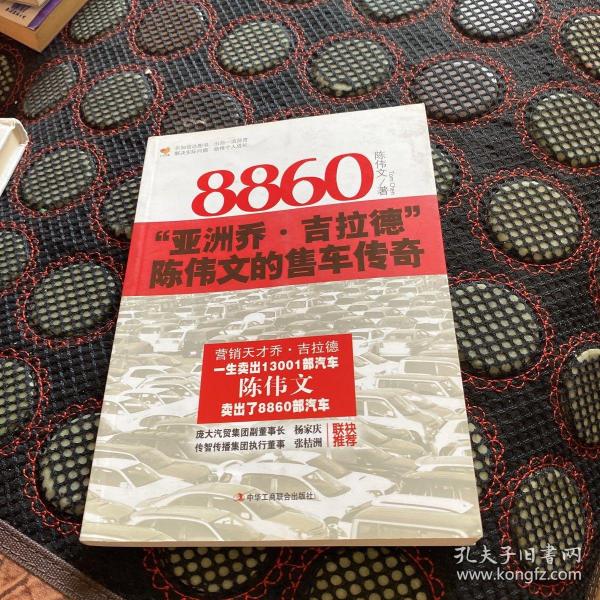 8860
陈伟文/著
“亚洲乔·吉拉德”
陈伟文的售车传奇
营销天才乔·吉拉德
一生卖出13001部汽车
陈伟文
卖出了8860部汽车
庞大汽贸集团副董事长 杨家庆
传智传播集团执行董事 张桔洲
联袂
推荐
中华工商联合出版社
孔夫子旧书网
www.kongfz.com